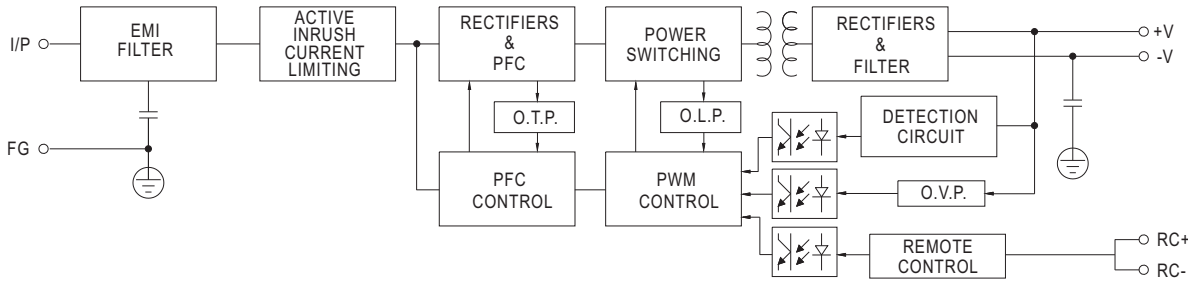 I/P
EMI
FILTER
ACTIVE
INRUSH
CURRENT
LIMITING
RECTIFIERS
&
PFC
POWER
SWITCHING
RECTIFIERS
&
FILTER
+V
-V
O.T.P.
O.L.P.
DETECTION
CIRCUIT
FG
PFC
CONTROL
PWM
CONTROL
O.V.P.
REMOTE
CONTROL
RC+
RC-